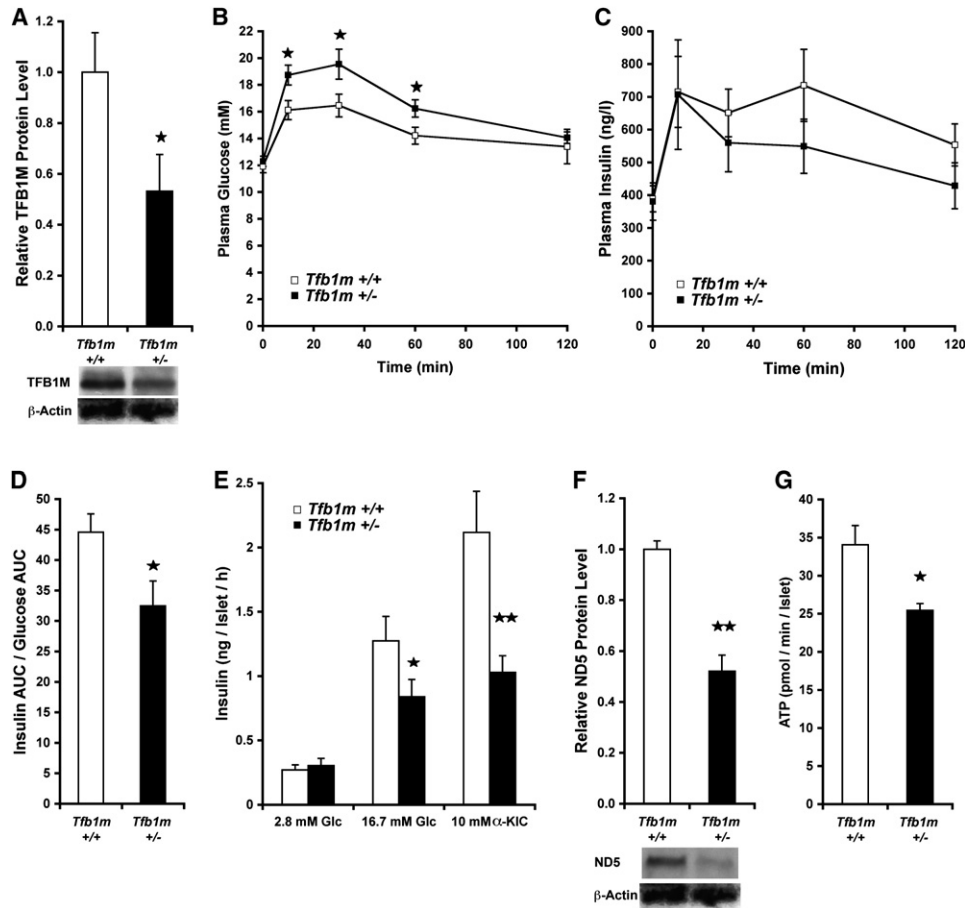 A
Relative TFB1M Protein Level
1.2
1.0
0.8
0.6
0.4
0.2
0.0
★
Tfb1m Tfb1m
+/+ +/-
TFB1M
β-Actin
B
Plasma Glucose (mM)
22
20
18
16
14
12
10
8
6
4
2
0
★ ★ ★
Tfb1m +/+
Tfb1m +/-
0 20 40 60 80 100 120
Time (min)
C
Plasma Insulin (ng/l)
900
800
700
600
500
400
300
200
100
0
Tfb1m +/+
Tfb1m +/-
0 20 40 60 80 100 120
Time (min)
D
Insulin AUC / Glucose AUC
50
45
40
35
30
25
20
15
10
5
0
★
Tfb1m Tfb1m
+/+ +/-
E
Insulin (ng / Islet / h)
2.5
2
1.5
1
0.5
0
Tfb1m +/+
Tfb1m +/-
★ ★★
2.8 mM Glc 16.7 mM Glc 10 mM α-KIC
F
Relative ND5 Protein Level
1.2
1.0
0.8
0.6
0.4
0.2
0.0
★★
Tfb1m Tfb1m
+/+ +/-
ND5
β-Actin
G
ATP (pmol / min / Islet)
40
35
30
25
20
15
10
5
0
★
Tfb1m Tfb1m
+/+ +/-